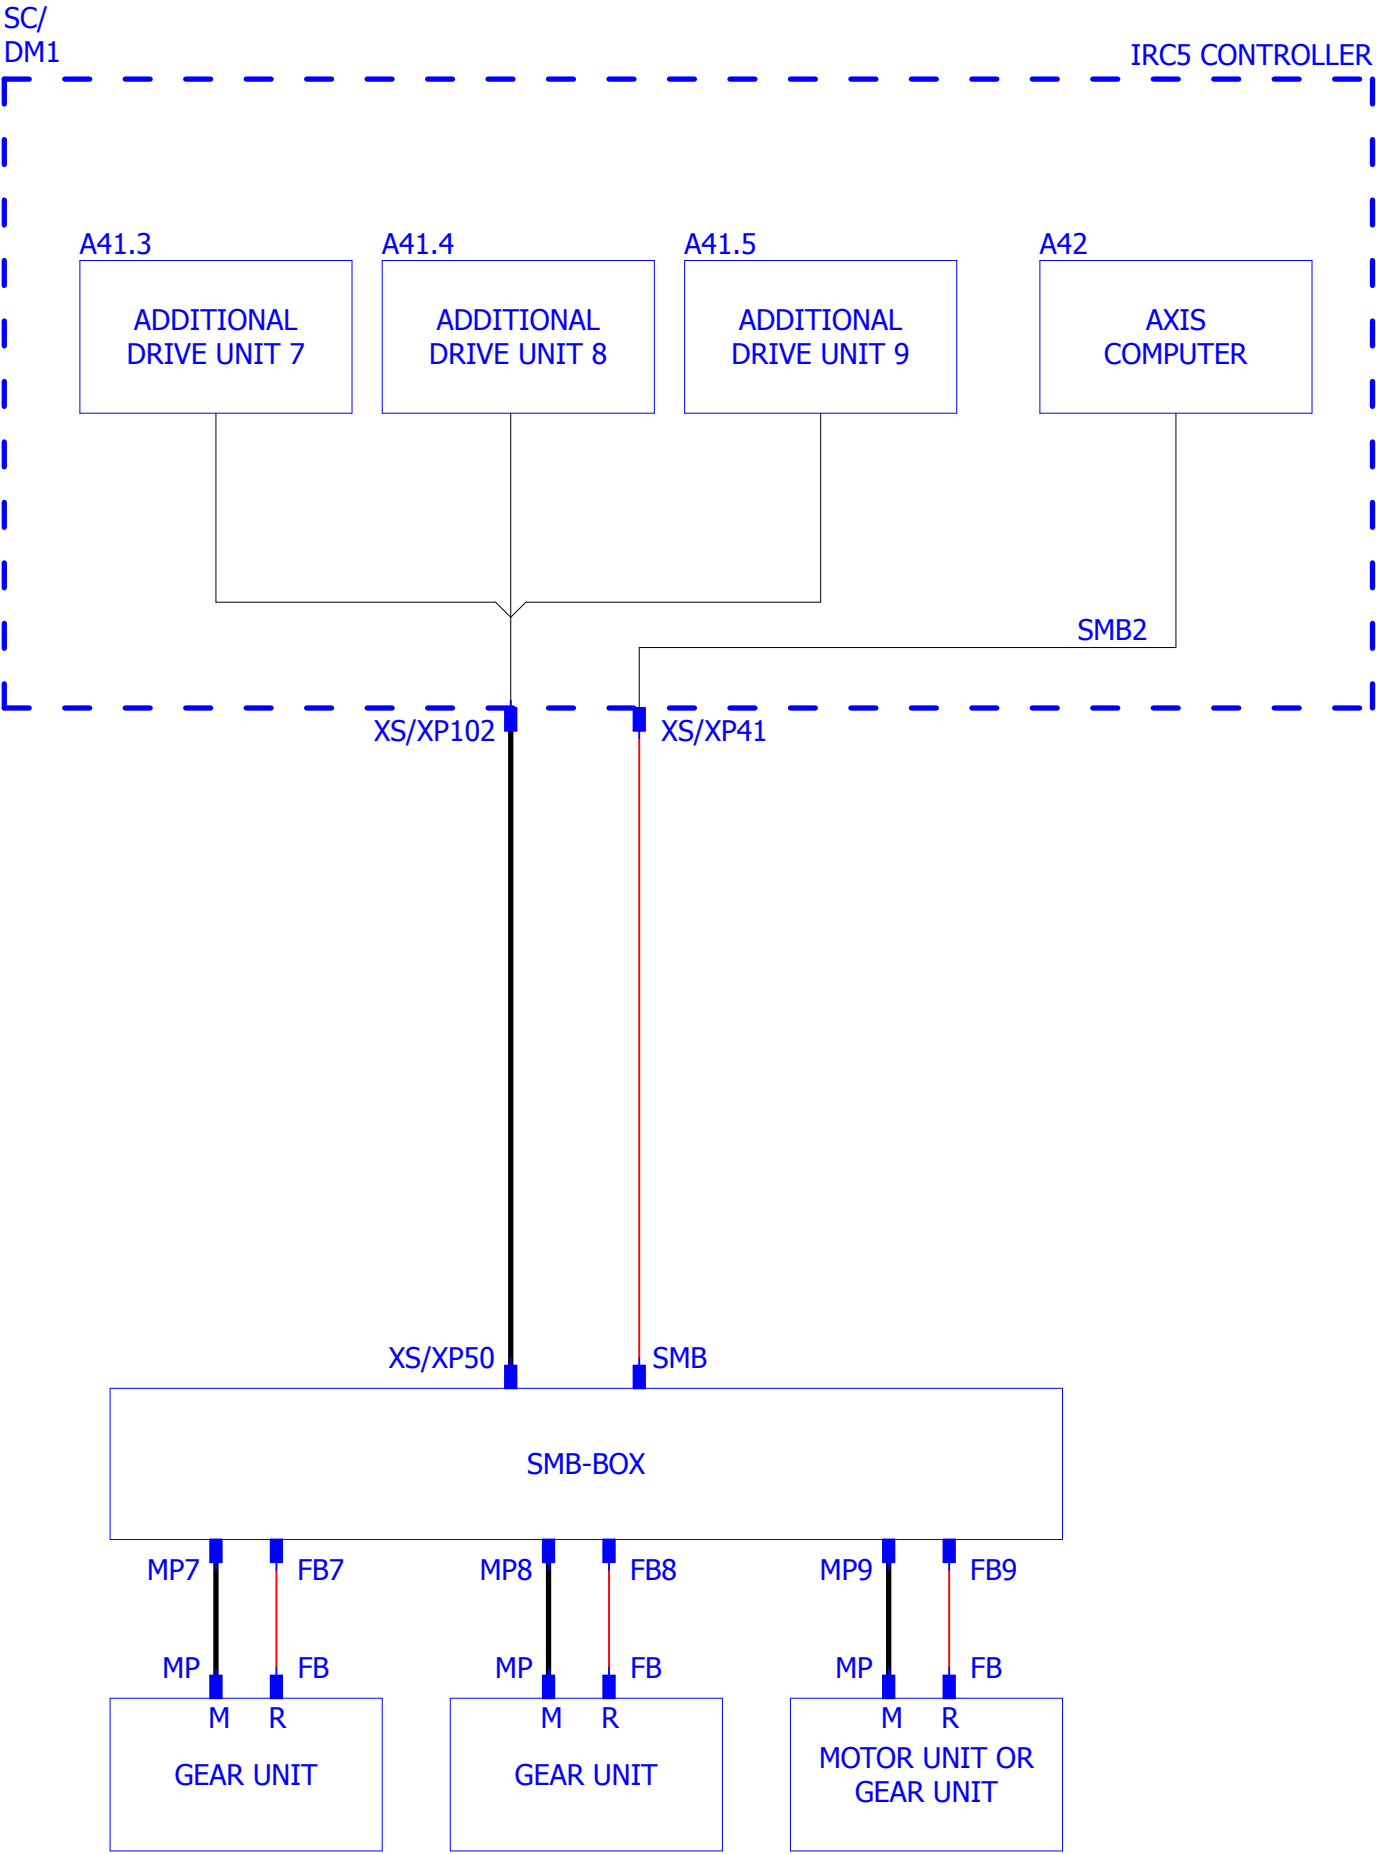 SC/
DM1
IRC5 CONTROLLER
A41.3
A41.4
A41.5
A42
ADDITIONAL
DRIVE UNIT 7
ADDITIONAL
DRIVE UNIT 8
ADDITIONAL
DRIVE UNIT 9
AXIS
COMPUTER
SMB2
XS/XP102
XS/XP41
XS/XP50
SMB
SMB-BOX
MP7
FB7
MP8
FB8
MP9
FB9
MP
FB
MP
FB
MP
FB
M
R
M
R
M
R
GEAR UNIT
GEAR UNIT
MOTOR UNIT OR
GEAR UNIT